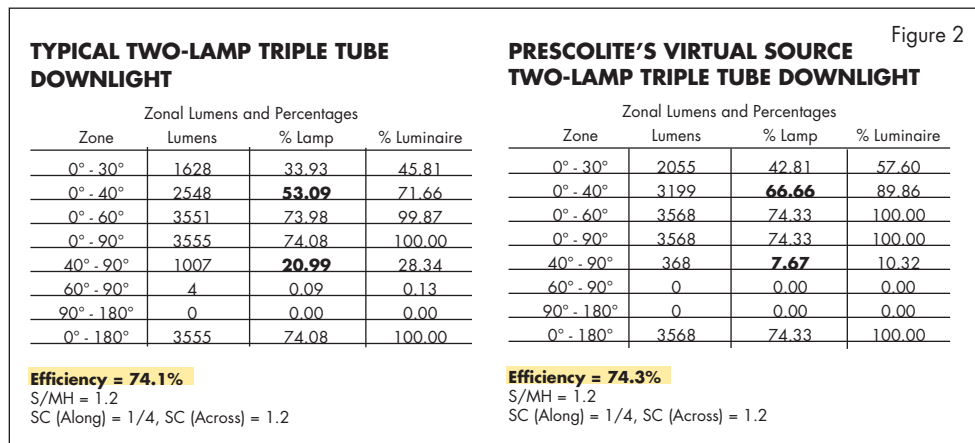 Figure 2
TYPICAL TWO-LAMP TRIPLE TUBE
DOWNLIGHT
Zonal Lumens and Percentages
Zone Lumens % Lamp % Luminaire
0° - 30° 1628 33.93 45.81
0° - 40° 2548 53.09 71.66
0° - 60° 3551 73.98 99.87
0° - 90° 3555 74.08 100.00
40° - 90° 1007 20.99 28.34
60° - 90° 4 0.09 0.13
90° - 180° 0 0.00 0.00
0° - 180° 3555 74.08 100.00
Efficiency = 74.1%
S/MH = 1.2
SC (Along) = 1/4, SC (Across) = 1.2
PRESCOLITE'S VIRTUAL SOURCE
TWO-LAMP TRIPLE TUBE DOWNLIGHT
Zonal Lumens and Percentages
Zone Lumens % Lamp % Luminaire
0° - 30° 2055 42.81 57.60
0° - 40° 3199 66.66 89.86
0° - 60° 3568 74.33 100.00
0° - 90° 3568 74.33 100.00
40° - 90° 368 7.67 10.32
60° - 90° 0 0.00 0.00
90° - 180° 0 0.00 0.00
0° - 180° 3568 74.33 100.00
Efficiency = 74.3%
S/MH = 1.2
SC (Along) = 1/4, SC (Across) = 1.2